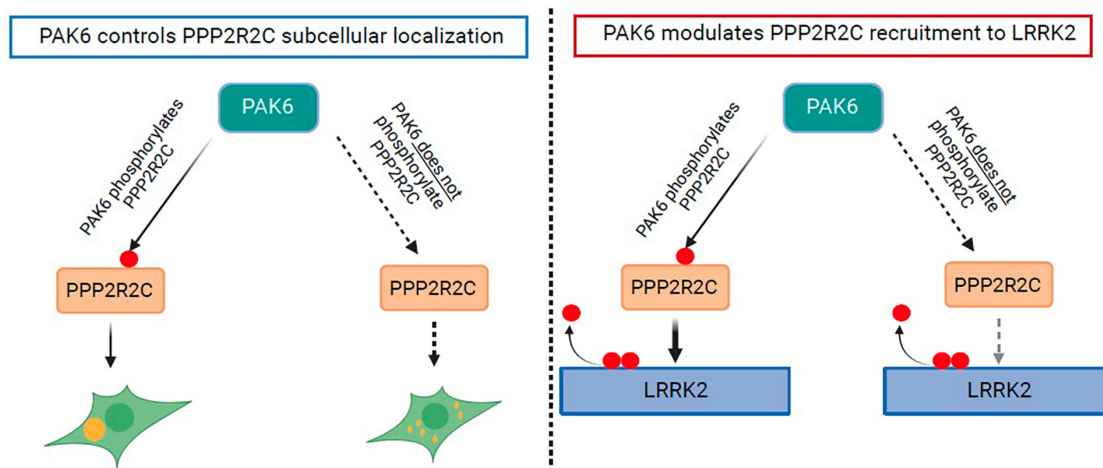 PAK6 controls PPP2R2C subcellular localization
PAK6
PAK6 phosphorylates
PPP2R2C
PAK6 does not
phosphorylate
PPP2R2C
PPP2R2C
PPP2R2C
PAK6 modulates PPP2R2C recruitment to LRRK2
PAK6
PAK6 phosphorylates
PPP2R2C
PAK6 does not
phosphorylate
PPP2R2C
PPP2R2C
PPP2R2C
LRRK2
LRRK2